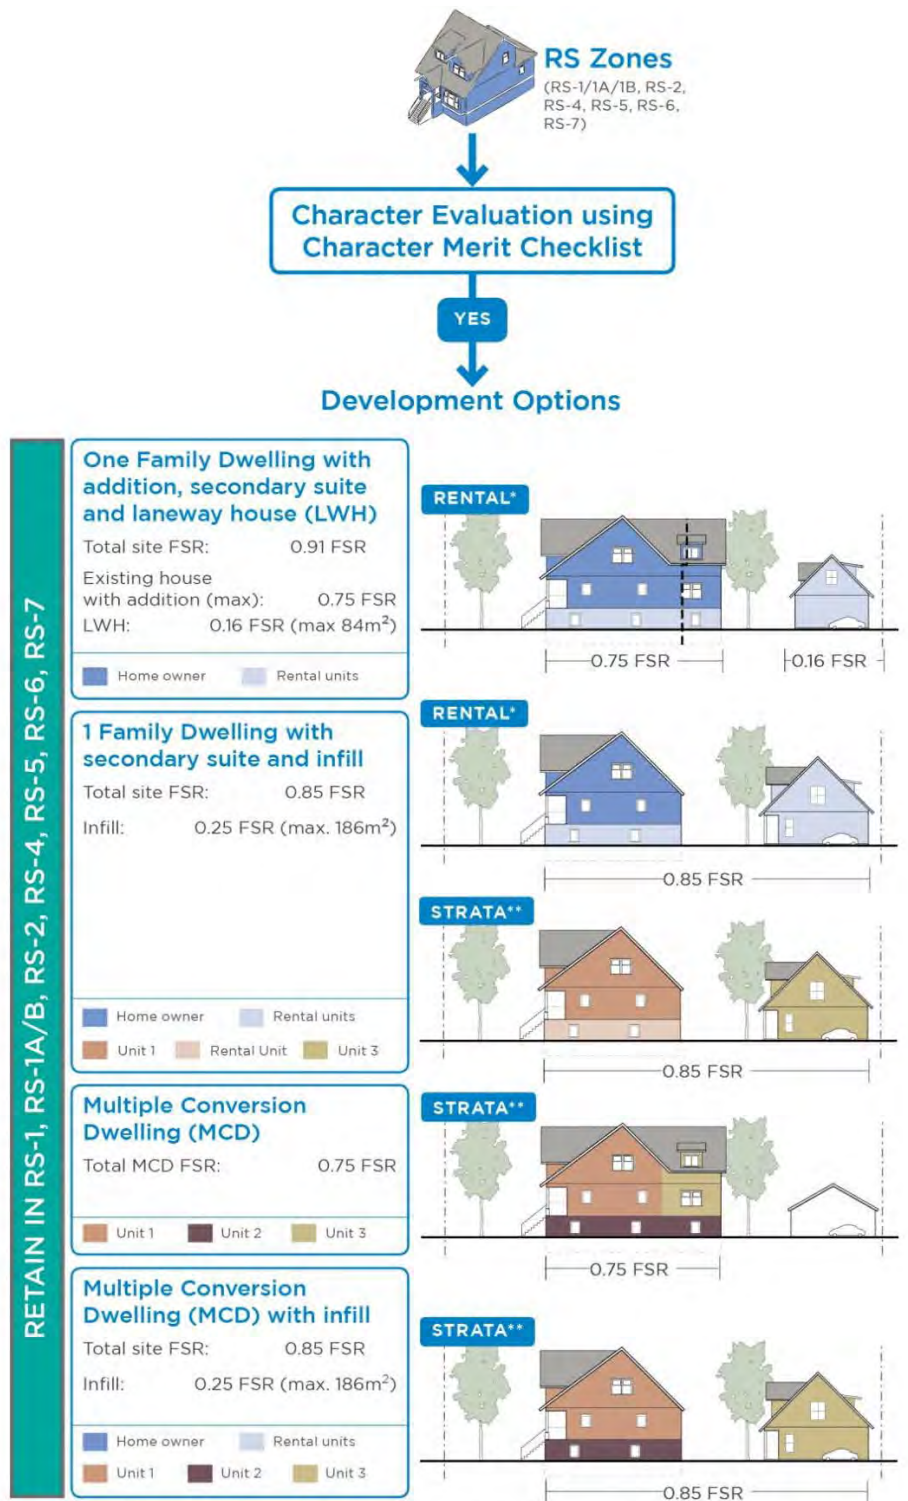 RS Zones
(RS-1/1A/1B, RS-2,
RS-4, RS-5, RS-6,
RS-7)
Character Evaluation using
Character Merit Checklist
YES
Development Options
RETAIN IN RS-1, RS-1A/B, RS-2, RS-4, RS-5, RS-6, RS-7
One Family Dwelling with
addition, secondary suite
and laneway house (LWH)
Total site FSR: 0.91 FSR
Existing house
with addition (max): 0.75 FSR
LWH: 0.16 FSR (max 84m²)
Home owner Rental units
RENTAL*
0.75 FSR 0.16 FSR
1 Family Dwelling with
secondary suite and infill
Total site FSR: 0.85 FSR
Infill: 0.25 FSR (max. 186m²)
Home owner Rental units
Unit 1 Rental Unit Unit 3
RENTAL*
0.85 FSR
STRATA**
0.85 FSR
Multiple Conversion
Dwelling (MCD)
Total MCD FSR: 0.75 FSR
Unit 1 Unit 2 Unit 3
STRATA**
0.75 FSR
Multiple Conversion
Dwelling (MCD) with infill
Total site FSR: 0.85 FSR
Infill: 0.25 FSR (max. 186m²)
Home owner Rental units
Unit 1 Unit 2 Unit 3
STRATA**
0.85 FSR